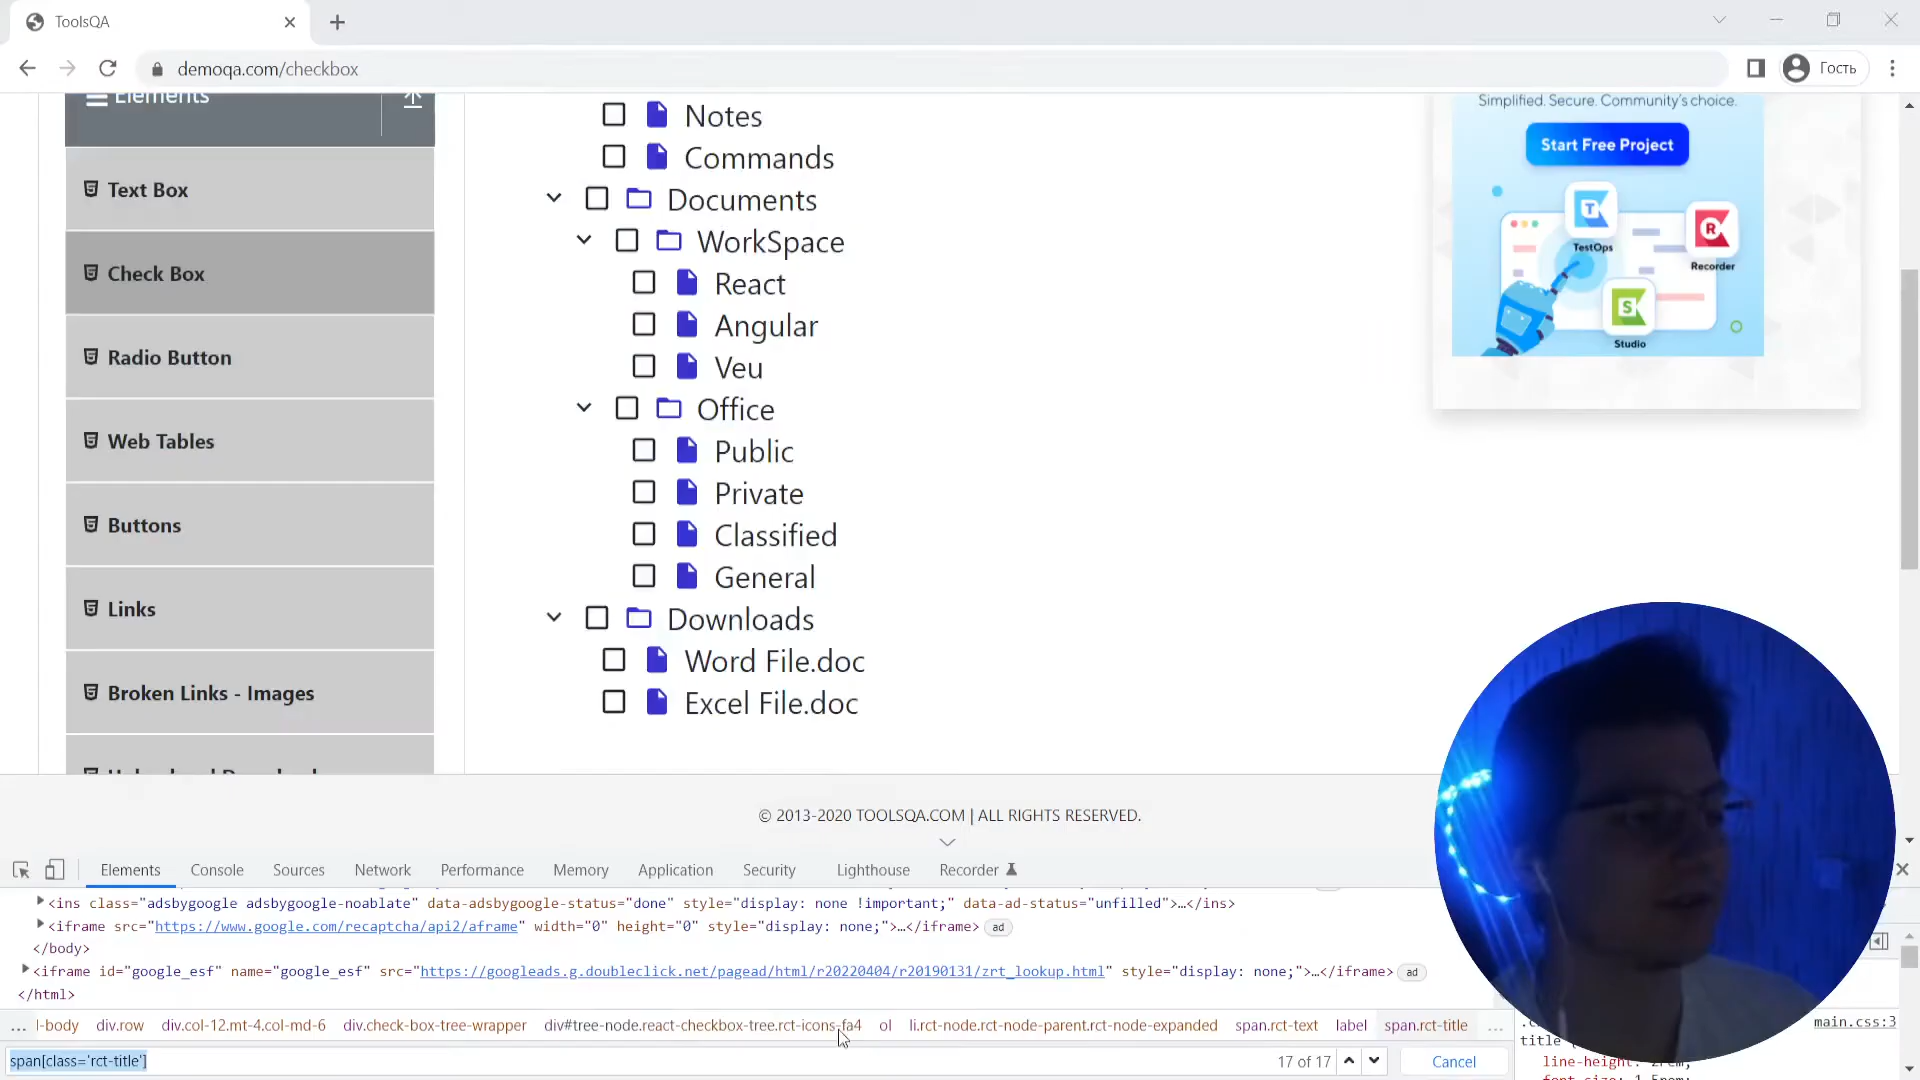 ToolsQA
demoqa.com/checkbox
Гость
Elements
Text Box
Check Box
Radio Button
Web Tables
Buttons
Links
Broken Links - Images
Notes
Commands
Documents
WorkSpace
React
Angular
Veu
Office
Public
Private
Classified
General
Downloads
Word File.doc
Excel File.doc
Simplified. Secure. Community's choice.
Start Free Project
TestOps
Recorder
Studio
© 2013-2020 TOOLSQA.COM | ALL RIGHTS RESERVED.
Elements Console Sources Network Performance Memory Application Security Lighthouse Recorder
<ins class="adsbygoogle adsbygoogle-noablate" data-adsbygoogle-status="done" style="display: none !important;" data-ad-status="unfilled">…</ins>
<iframe src="https://www.google.com/recaptcha/api2/aframe" width="0" height="0" style="display: none;">…</iframe> ad
</body>
<iframe id="google_esf" name="google_esf" src="https://googleads.g.doubleclick.net/pagead/html/r20220404/r20190131/zrt_lookup.html" style="display: none;">…</iframe> ad
</html>
... l-body div.row div.col-12.mt-4.col-md-6 div.check-box-tree-wrapper div#tree-node.react-checkbox-tree.rct-icons-fa4 ol li.rct-node.rct-node-parent.rct-node-expanded span.rct-text label span.rct-title ...
span[class='rct-title'] 17 of 17 Cancel
main.css:3
title {
line-height: 2rem;